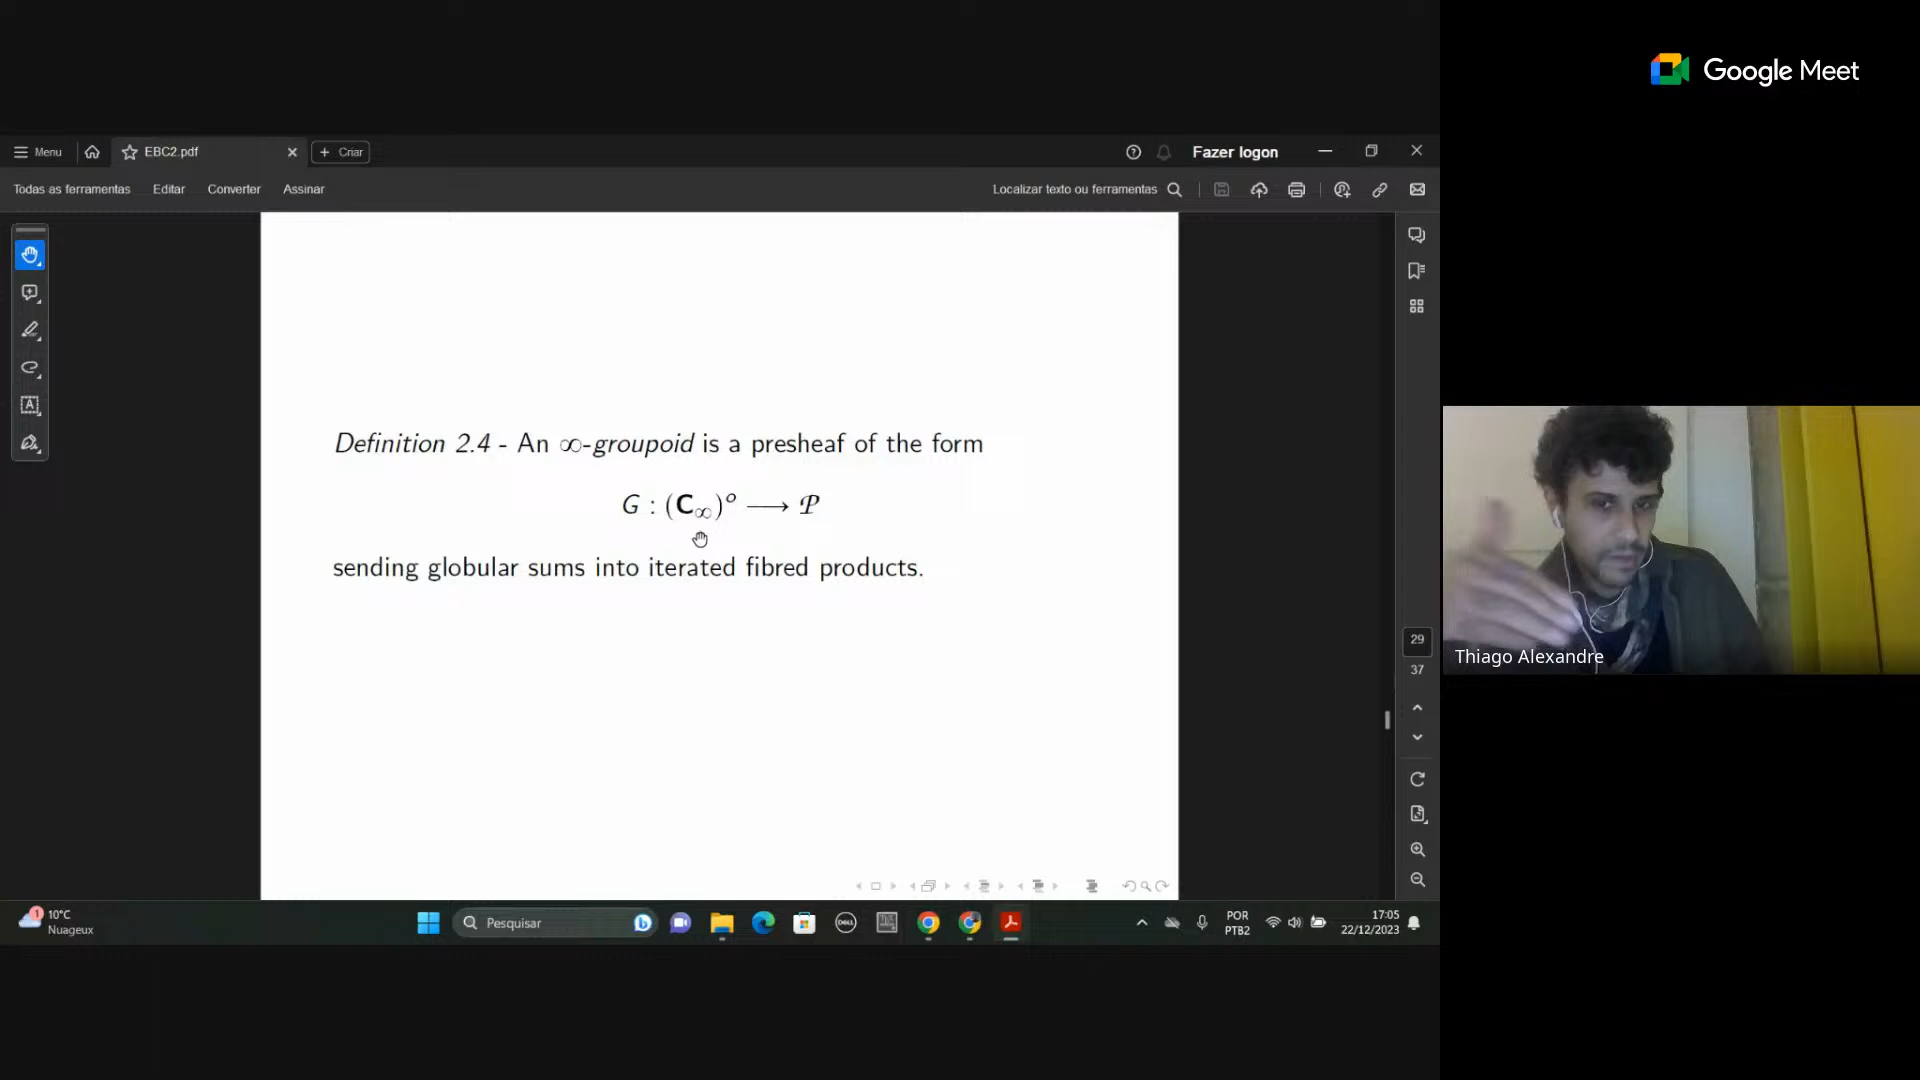 Google Meet
Menu
EBC2.pdf
Criar
Fazer logon
Todas as ferramentas
Editar
Converter
Assinar
Localizar texto ou ferramentas
Definition 2.4 - An ∞-groupoid is a presheaf of the form
G : (C∞)° ⟶ 𝒫
sending globular sums into iterated fibred products.
29
37
Thiago Alexandre
1
10°C
Nuageux
Pesquisar
DELL
POR
PTB2
17:05
22/12/2023